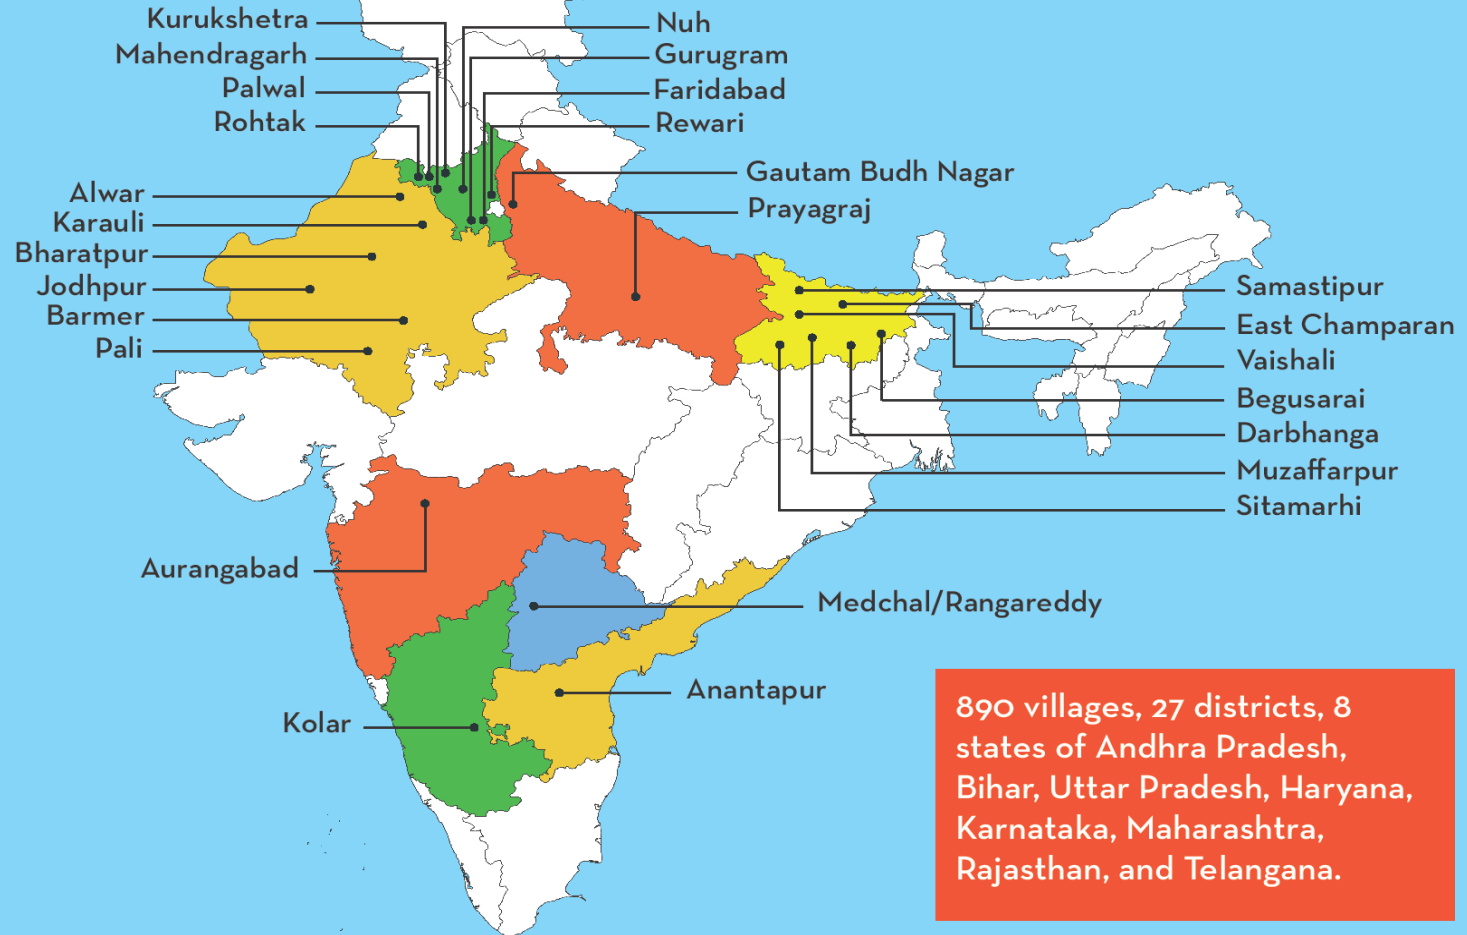 Kurukshetra
Mahendragarh
Palwal
Rohtak
Nuh
Gurugram
Faridabad
Rewari
Gautam Budh Nagar
Prayagraj
Alwar
Karauli
Bharatpur
Jodhpur
Barmer
Pali
Samastipur
East Champaran
Vaishali
Begusarai
Darbhanga
Muzaffarpur
Sitamarhi
Aurangabad
Medchal/Rangareddy
Anantapur
Kolar
890 villages, 27 districts, 8
states of Andhra Pradesh,
Bihar, Uttar Pradesh, Haryana,
Karnataka, Maharashtra,
Rajasthan, and Telangana.